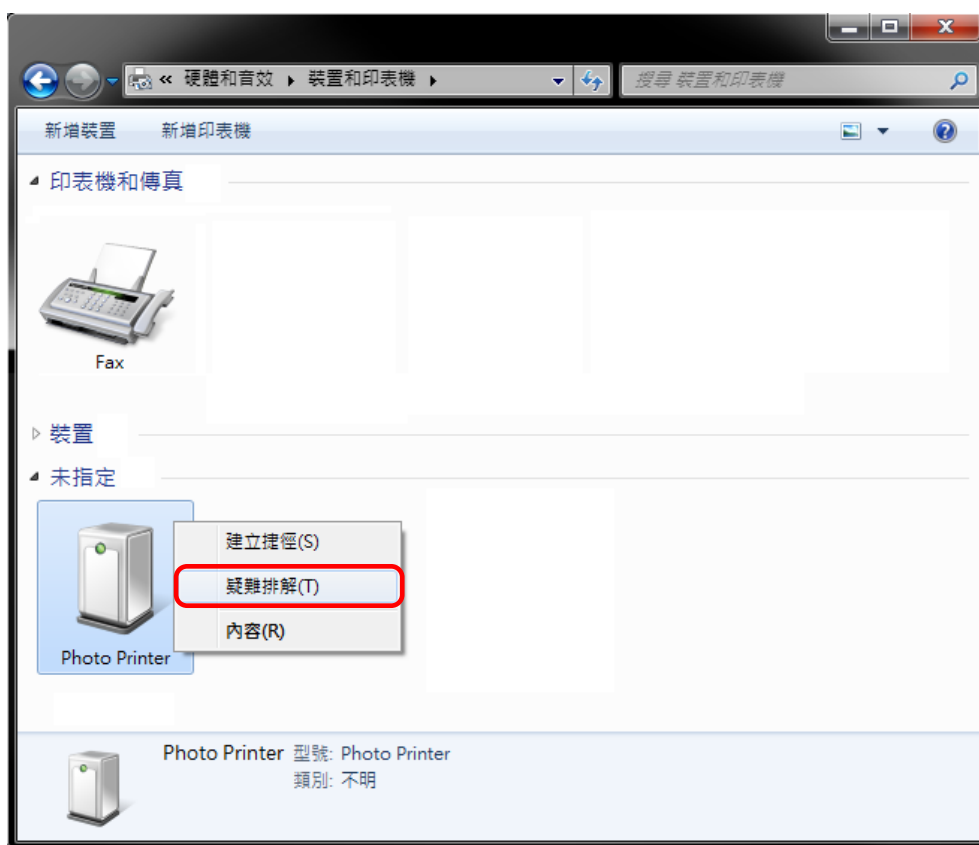 « 硬體和音效 ▸ 裝置和印表機 ▸
搜尋 裝置和印表機
新增裝置 新增印表機
印表機和傳真
Fax
裝置
未指定
建立捷徑(S)
疑難排解(T)
內容(R)
Photo Printer
Photo Printer 型號: Photo Printer
類別: 不明